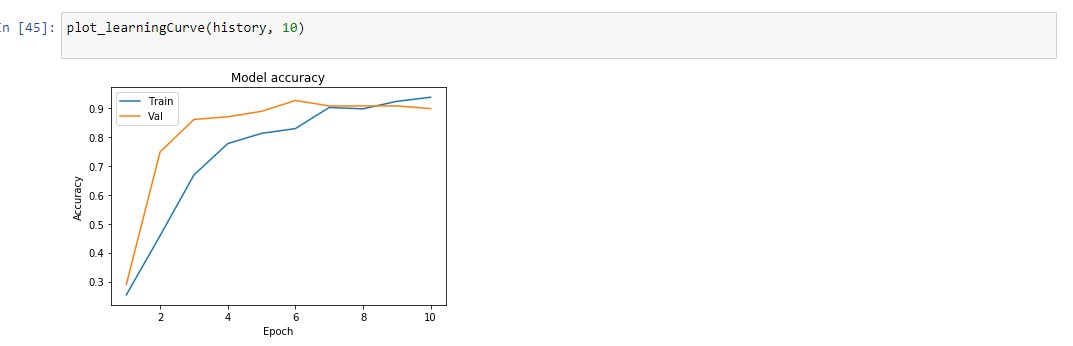 n [45]: plot_learningCurve(history, 10)
Model accuracy
Train
Val
0.9
0.8
0.7
0.6
0.5
0.4
0.3
Accuracy
2 4 6 8 10
Epoch